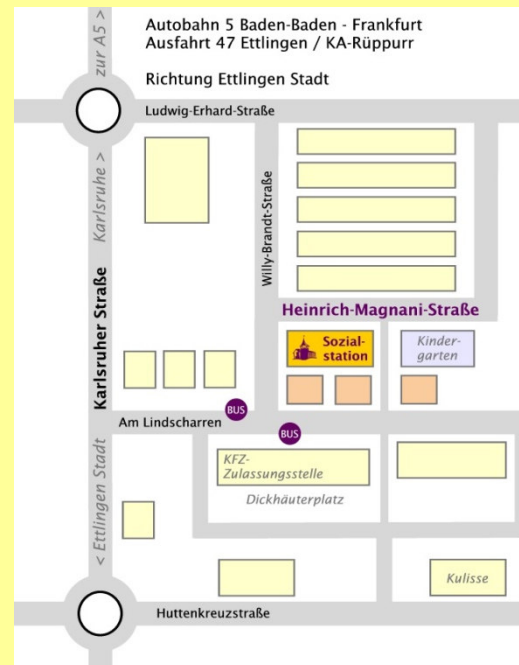 Autobahn 5 Baden-Baden - Frankfurt
Ausfahrt 47 Ettlingen / KA-Rüppurr
Richtung Ettlingen Stadt
zur A5 >
Ludwig-Erhard-Straße
Karlsruhe >
Willy-Brandt-Straße
Karlsruher Straße
Heinrich-Magnani-Straße
Sozial-
station
Kinder-
garten
BUS
Am Lindscharren
BUS
KFZ-
Zulassungsstelle
Dickhäuterplatz
< Ettlingen Stadt
Kulisse
Huttenkreuzstraße